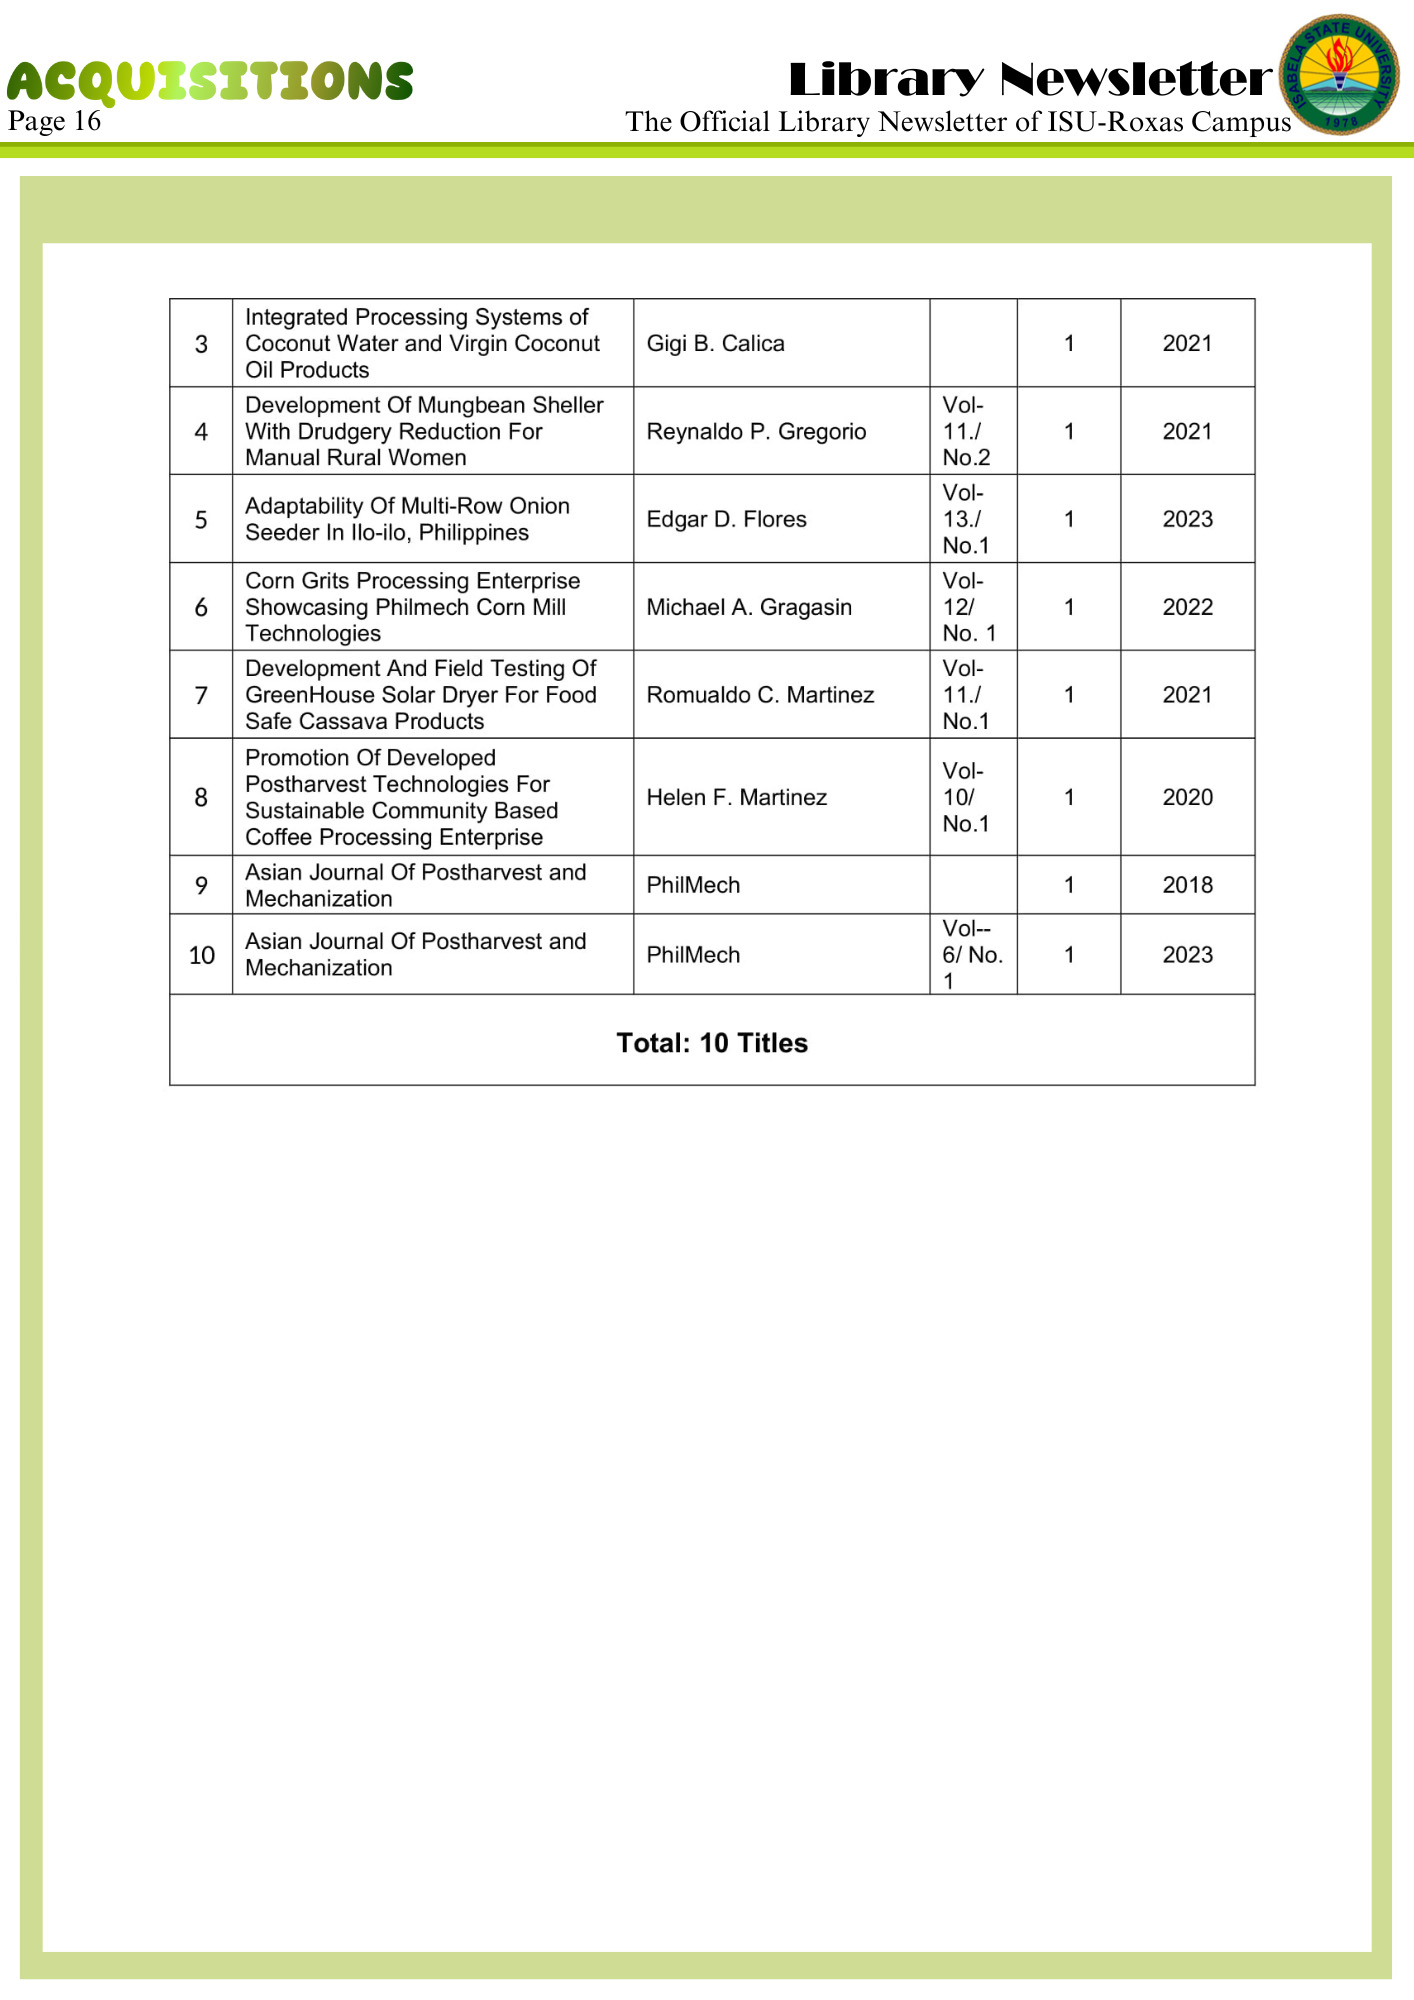 ACQUISITIONS
Library Newsletter
Page 16
The Official Library Newsletter of ISU-Roxas Campus
ISABELA STATE UNIVERSITY
1978
3
Integrated Processing Systems of
Coconut Water and Virgin Coconut
Oil Products
Gigi B. Calica
1
2021
4
Development Of Mungbean Sheller
With Drudgery Reduction For
Manual Rural Women
Reynaldo P. Gregorio
Vol-
11./
No.2
1
2021
5
Adaptability Of Multi-Row Onion
Seeder In Ilo-ilo, Philippines
Edgar D. Flores
Vol-
13./
No.1
1
2023
6
Corn Grits Processing Enterprise
Showcasing Philmech Corn Mill
Technologies
Michael A. Gragasin
Vol-
12/
No. 1
1
2022
7
Development And Field Testing Of
GreenHouse Solar Dryer For Food
Safe Cassava Products
Romualdo C. Martinez
Vol-
11./
No.1
1
2021
8
Promotion Of Developed
Postharvest Technologies For
Sustainable Community Based
Coffee Processing Enterprise
Helen F. Martinez
Vol-
10/
No.1
1
2020
9
Asian Journal Of Postharvest and
Mechanization
PhilMech
1
2018
10
Asian Journal Of Postharvest and
Mechanization
PhilMech
Vol--
6/ No.
1
1
2023
Total: 10 Titles